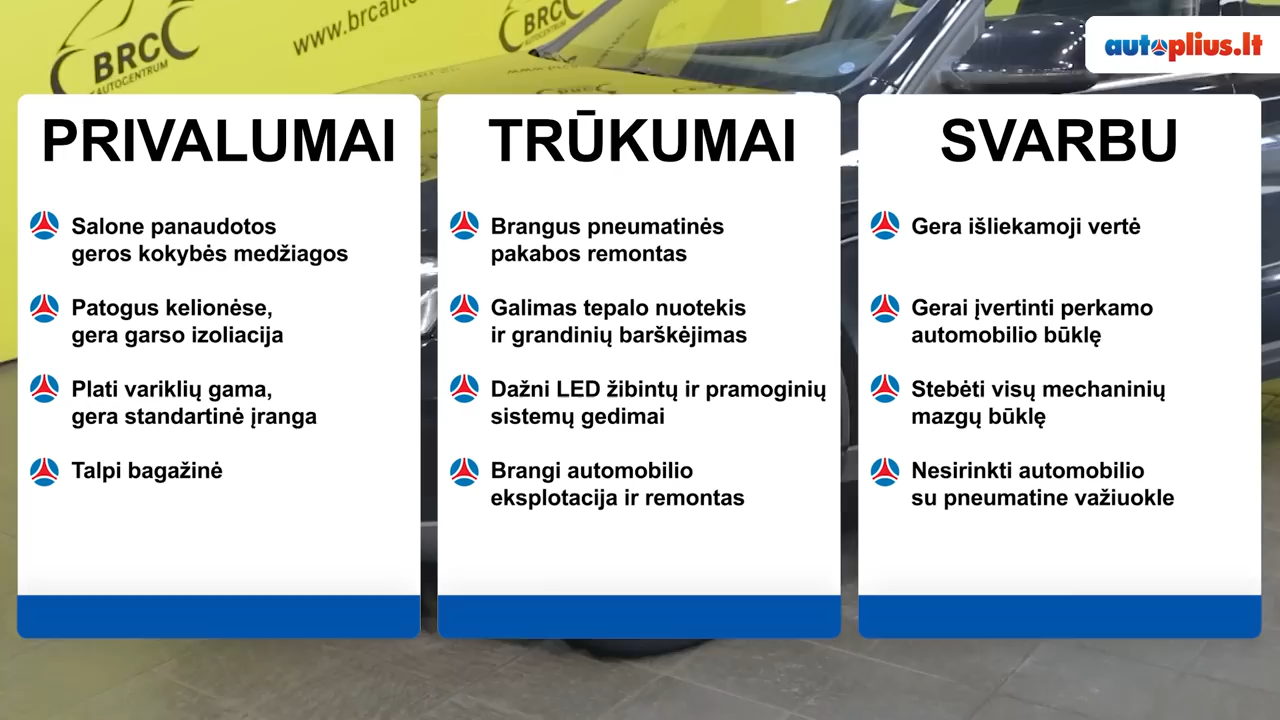 BRC
AUTOCENTRUM
www.brcauto
BRC
AUTOCENTRUM
autoplius.lt
PRIVALUMAI
Salone panaudotos
geros kokybės medžiagos
Patogus kelionėse,
gera garso izoliacija
Plati variklių gama,
gera standartinė įranga
Talpi bagažinė
TRŪKUMAI
Brangus pneumatinės
pakabos remontas
Galimas tepalo nuotekis
ir grandinių barškėjimas
Dažni LED žibintų ir pramoginių
sistemų gedimai
Brangi automobilio
eksplotacija ir remontas
SVARBU
Gera išliekamoji vertė
Gerai įvertinti perkamo
automobilio būklę
Stebėti visų mechaninių
mazgų būklę
Nesirinkti automobilio
su pneumatine važiuokle